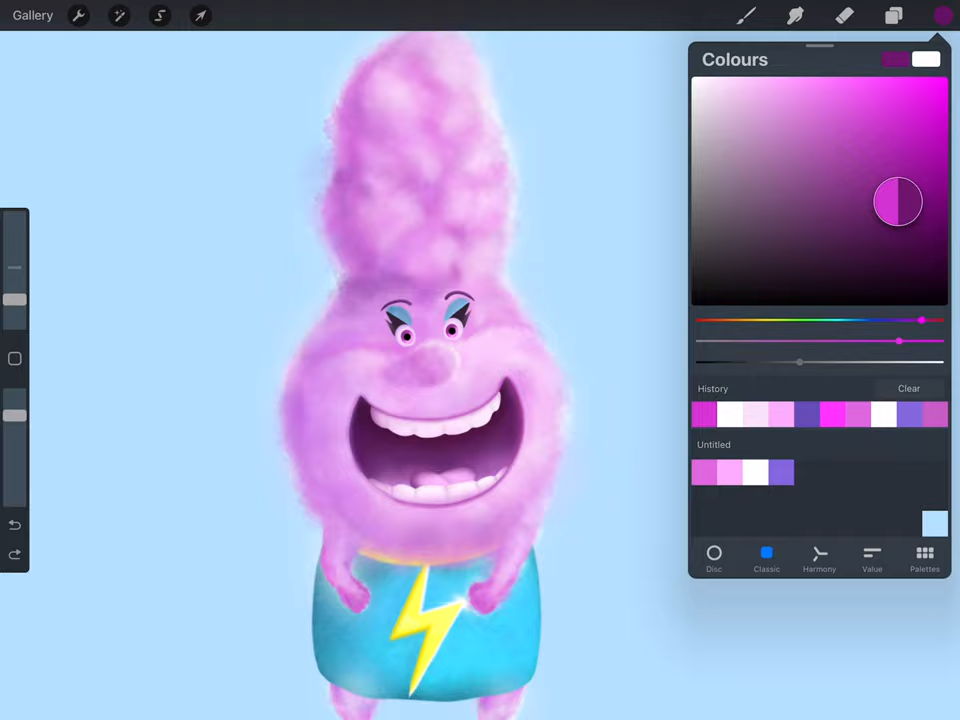 Gallery
Colours
History
Clear
Untitled
Disc
Classic
Harmony
Value
Palettes